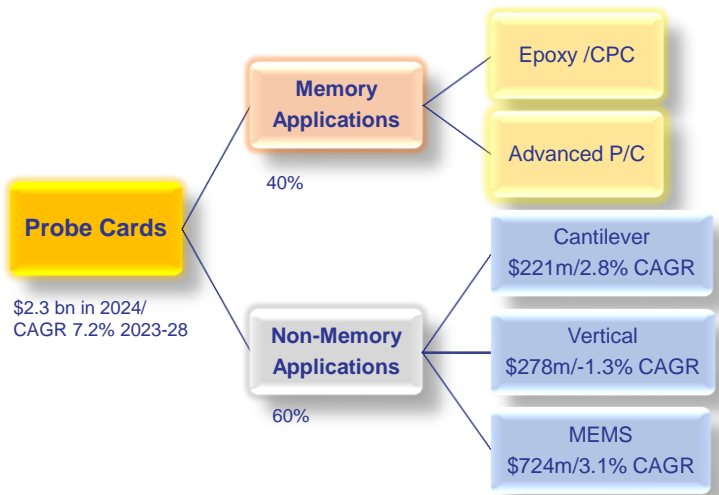 Probe Cards
$2.3 bn in 2024/
CAGR 7.2% 2023-28
Memory
Applications
40%
Non-Memory
Applications
60%
Epoxy /CPC
Advanced P/C
Cantilever
$221m/2.8% CAGR
Vertical
$278m/-1.3% CAGR
MEMS
$724m/3.1% CAGR